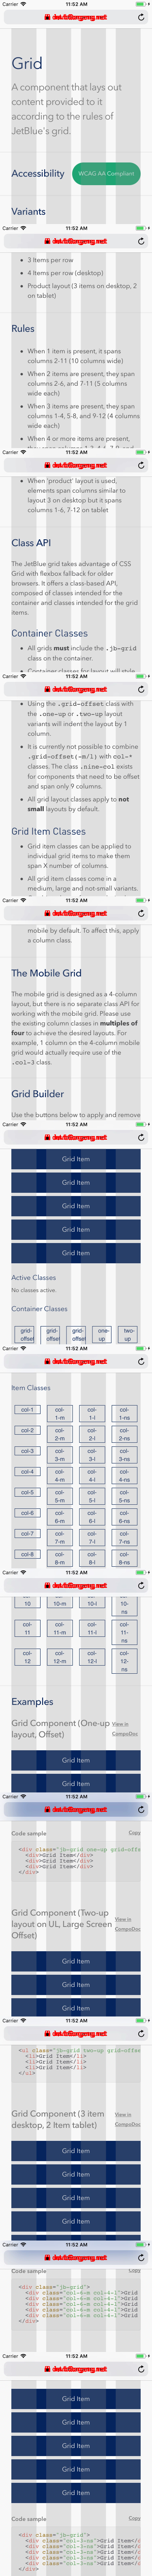 Carrier 11:52 AM
Grid
A component that lays out
content provided to it
according to the rules of
JetBlue's grid.
Accessibility
WCAG AA Compliant
Variants
Carrier 11:52 AM
3 Items per row
4 Items per row (desktop)
Product layout (3 items on desktop, 2
on tablet)
Rules
When 1 item is present, it spans
columns 2-11 (10 columns wide)
When 2 items are present, they span
columns 2-6, and 7-11 (5 columns
wide each)
When 3 items are present, they span
columns 1-4, 5-8, and 9-12 (4 columns
wide each)
When 4 or more items are present,
Carrier 11:52 AM
When 'product' layout is used,
elements span columns similar to
layout 3 on desktop but it spans
columns 1-6, 7-12 on tablet
Class API
The JetBlue grid takes advantage of CSS
Grid with flexbox fallback for older
browsers. It offers a class-based API,
composed of classes intended for the
container and classes intended for the grid
items.
Container Classes
All grids must include the .jb-grid
class on the container.
Container classes for layout will style
Carrier 11:52 AM
Using the .grid-offset class with
the .one-up or .two-up layout
variants will indent the layout by 1
column.
It is currently not possible to combine
.grid-offset(-m/l) with col-*
classes. The class .nine-up exists
for components that need to be offset
and span only 9 columns.
All grid layout classes apply to not
small layouts by default.
Grid Item Classes
Grid item classes can be applied to
individual grid items to make them
span X number of columns.
All grid item classes come in a
medium, large and not-small variants.
Carrier 11:52 AM
mobile by default. To affect this, apply
a column class.
The Mobile Grid
The mobile grid is designed as a 4-column
layout, but there is no separate class API for
working with the mobile grid. Please use
the existing column classes in multiples of
four to achieve the desired layouts. For
example, 1 column on the 4-column mobile
grid would actually require use of the
.col-3 class.
Grid Builder
Use the buttons below to apply and remove
Carrier 11:52 AM
Grid Item
Grid Item
Grid Item
Grid Item
Grid Item
Active Classes
No classes active.
Container Classes
grid-offset grid-offset grid-offset one-up two-up
Carrier 11:52 AM
Item Classes
col-1 col-1-m col-1-l col-1-ns
col-2 col-2-m col-2-l col-2-ns
col-3 col-3-m col-3-l col-3-ns
col-4 col-4-m col-4-l col-4-ns
col-5 col-5-m col-5-l col-5-ns
col-6 col-6-m col-6-l col-6-ns
col-7 col-7-m col-7-l col-7-ns
col-8 col-8-m col-8-l col-8-ns
Carrier 11:52 AM
10 10-m 10-l 10-ns
col-11 col-11-m col-11-l col-11-ns
col-12 col-12-m col-12-l col-12-ns
Examples
Grid Component (One-up layout, Offset)
View in CompoDoc
Grid Item
Grid Item
Carrier 11:52 AM
Code sample Copy
<div class="jb-grid one-up grid-offs
<div>Grid Item</div>
<div>Grid Item</div>
<div>Grid Item</div>
</div>
Grid Component (Two-up layout on UL, Large Screen Offset)
View in CompoDoc
Grid Item
Grid Item
Grid Item
Carrier 11:52 AM
<ul class="jb-grid two-up grid-offse
<li>Grid Item</li>
<li>Grid Item</li>
<li>Grid Item</li>
</ul>
Grid Component (3 item desktop, 2 Item tablet)
View in CompoDoc
Grid Item
Grid Item
Grid Item
Grid Item
Carrier 11:52 AM
Code sample Copy
<div class="jb-grid">
<div class="col-6-m col-4-l">Grid
<div class="col-6-m col-4-l">Grid
<div class="col-6-m col-4-l">Grid
<div class="col-6-m col-4-l">Grid
<div class="col-6-m col-4-l">Grid
</div>
Carrier 11:52 AM
Grid Item
Grid Item
Grid Item
Grid Item
Grid Item
Code sample Copy
<div class="jb-grid">
<div class="col-3-ns">Grid Item</c
<div class="col-3-ns">Grid Item</c
<div class="col-3-ns">Grid Item</c
<div class="col-3-ns">Grid Item</c
<div class="col-3-ns">Grid Item</c
</div>